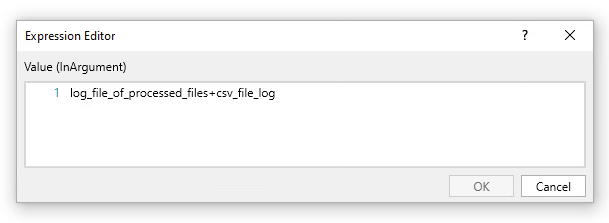 Expression Editor ?
Value (InArgument)
1 log_file_of_processed_files+csv_file_log
OK Cancel